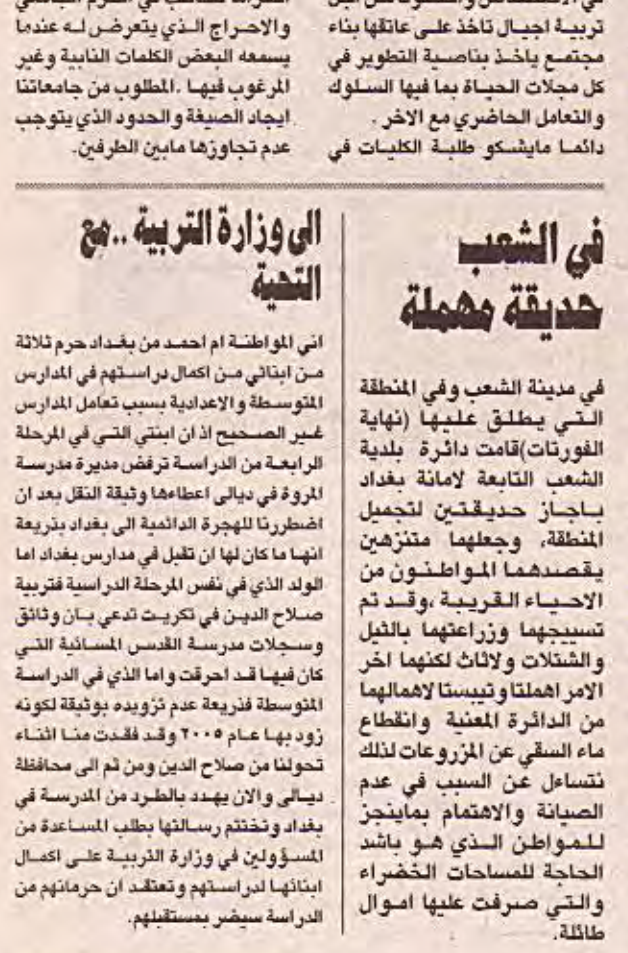 تربية اجيال تاخذ على عاتقها بناء
مجتمع ياخذ بناصية التطوير في
كل مجلات الحياة بما فيها السلوك
والتعامل الحاضري مع الاخر .
دائما مايشكو طلبة الكليات في
والاحراج الذي يتعرض له عندما
يسمعه البعض الكلمات النابية وغير
المرغوب فيها .المطلوب من جامعاتنا
ايجاد الصيغة والحدود الذي يتوجب
عدم تجاوزها مابين الطرفين.
في الشعب
حديقة مهملة
في مدينة الشعب وفي المنطقة
التي يطلق عليها (نهاية
الفورتات)قامت دائرة بلدية
الشعب التابعة لامانة بغداد
باجاز حديقتين لتجميل
المنطقة، وجعلهما متنزهين
يقصدهما المواطنون من
الاحياء القريبة ،وقد تم
تسييجهما وزراعتهما بالثيل
والشتلات ولاثاث لكنهما اخر
الامر اهملتا وتيبستا لاهمالهما
من الدائرة المعنية وانقطاع
ماء السقي عن المزروعات لذلك
نتساءل عن السبب في عدم
الصيانة والاهتمام بماينجز
للمواطن الذي هو باشد
الحاجة للمساحات الخضراء
والتي صرفت عليها اموال
طائلة.
الى وزارة التربية ..مع
التحية
اني المواطنة ام احمد من بغداد حرم ثلاثة
من ابنائي من اكمال دراستهم في المدارس
المتوسطة والاعدادية بسبب تعامل المدارس
غير الصحيح اذ ان ابنتي التي في المرحلة
الرابعة من الدراسة ترفض مديرة مدرسة
المروة في ديالى اعطاءها وثيقة النقل بعد ان
اضطررنا للهجرة الدائمية الى بغداد بذريعة
انها ما كان لها ان تقبل في مدارس بغداد اما
الولد الذي في نفس المرحلة الدراسية فتربية
صلاح الدين في تكريت تدعي بان وثائق
وسجلات مدرسة القدس المسائية التي
كان فيها قد احرقت واما الذي في الدراسة
المتوسطة فذريعة عدم تزويده بوثيقة لكونه
زود بها عام ٢٠٠٥ وقد فقدت منا اثناء
تحولنا من صلاح الدين ومن ثم الى محافظة
ديالى والان يهدد بالطرد من المدرسة في
بغداد وتختتم رسالتها بطلب المساعدة من
المسؤولين في وزارة التربية على اكمال
ابنائها لدراستهم وتعتقد ان حرمانهم من
الدراسة سيضر بمستقبلهم.